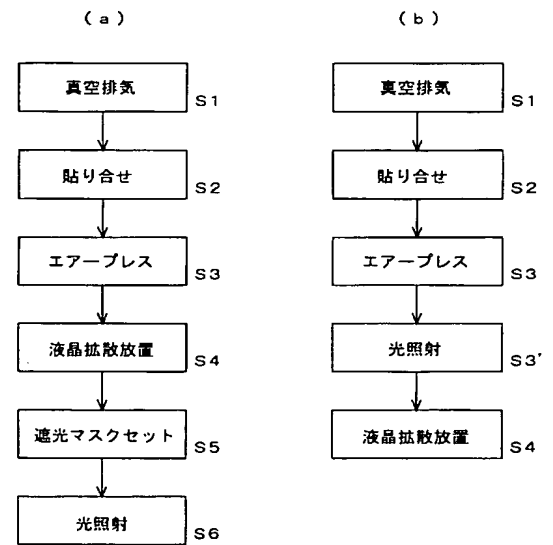 (a)
真空排気
S1
貼り合せ
S2
エアープレス
S3
液晶拡散放置
S4
遮光マスクセット
S5
光照射
S6
(b)
真空排気
S1
貼り合せ
S2
エアープレス
S3
光照射
S3'
液晶拡散放置
S4